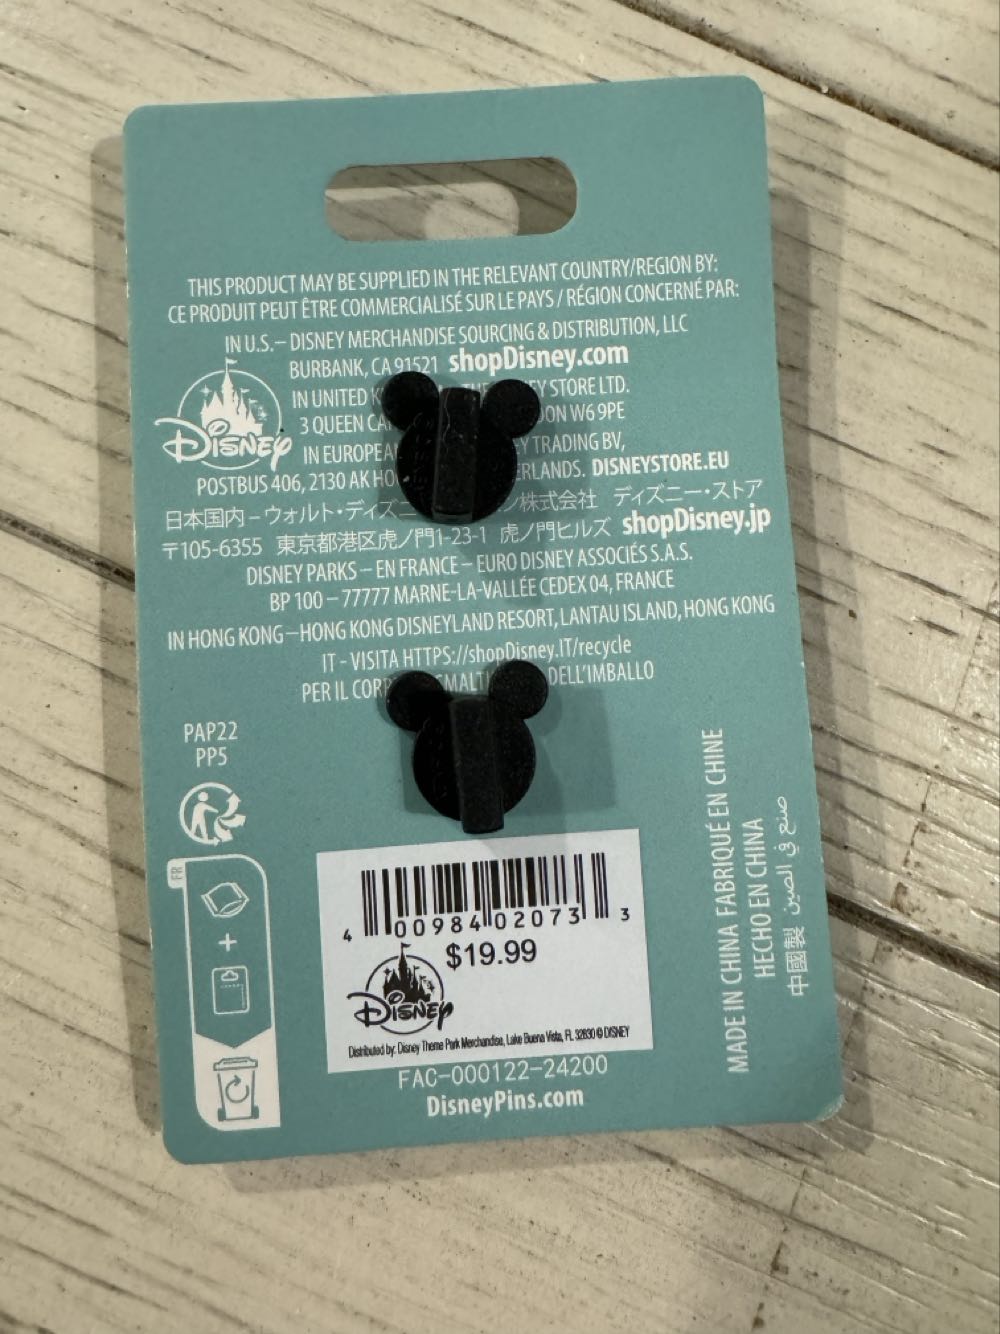 THIS PRODUCT MAY BE SUPPLIED IN THE RELEVANT COUNTRY/REGION BY:
CE PRODUIT PEUT ÊTRE COMMERCIALISÉ SUR LE PAYS / RÉGION CONCERNÉ PAR:
IN U.S.– DISNEY MERCHANDISE SOURCING & DISTRIBUTION, LLC
BURBANK, CA 91521 shopDisney.com
IN UNITED STORE LTD.
3 QUEEN W6 9PE
IN TRADING BV,
POSTBUS 406, 2130 AK DISNEYSTORE.EU
日本国内 – ウォルト・ディズニ 株式会社 ディズニー・ストア
〒105-6355 東京都港区虎ノ門1-23-1 虎ノ門ヒルズ shopDisney.jp
DISNEY PARKS – EN FRANCE – EURO DISNEY ASSOCIÉS S.A.S.
BP 100 – 77777 MARNE-LA-VALLÉE CEDEX 04, FRANCE
IN HONG KONG – HONG KONG DISNEYLAND RESORT, LANTAU ISLAND, HONG KONG
IT - VISITA HTTPS://shopDisney.IT/recycle
PER IL DELL'IMBALLO
Disney
PAP22
PP5
FR
4 00984 02073 3
$19.99
Disney
Distributed by: Disney Theme Park Merchandise, Lake Buena Vista, FL 32830 © DISNEY
FAC-000122-24200
DisneyPins.com
MADE IN CHINA FABRIQUÉ EN CHINE
HECHO EN CHINA صنع في الصين
中國製